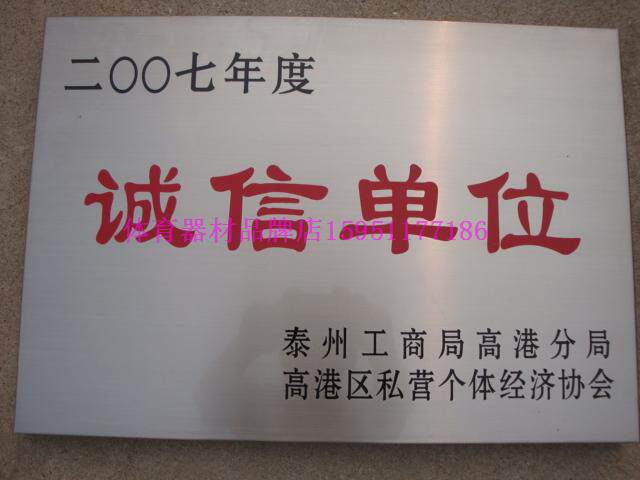 二〇〇七年度
诚信单位
体育器材品牌店15951177186
泰州工商局高港分局
高港区私营个体经济协会